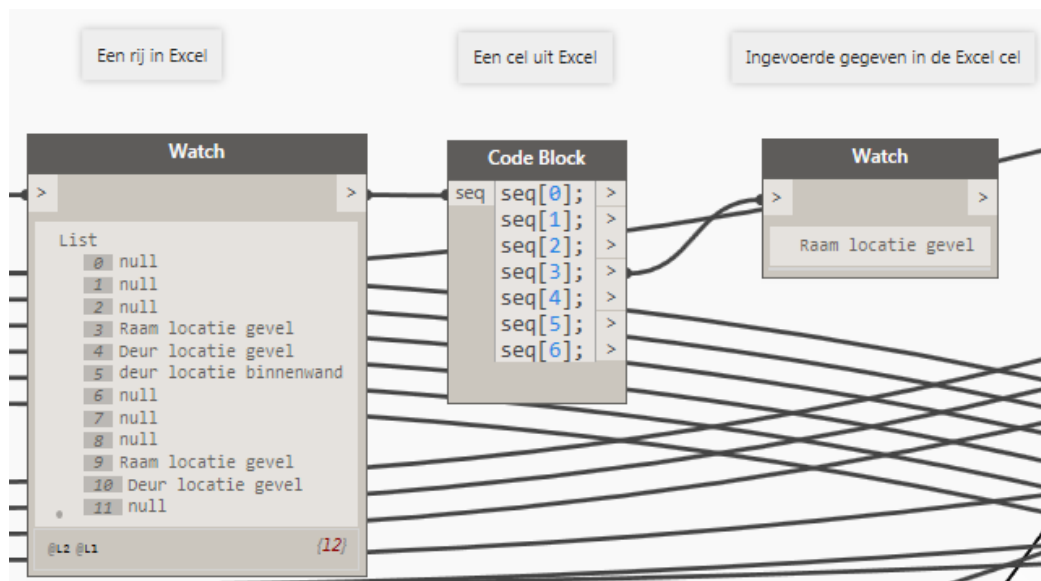 Een rij in Excel
Een cel uit Excel
Ingevoerde gegeven in de Excel cel
Watch
>
>
List
0 null
1 null
2 null
3 Raam locatie gevel
4 Deur locatie gevel
5 deur locatie binnenwand
6 null
7 null
8 null
9 Raam locatie gevel
10 Deur locatie gevel
11 null
@L2 @L1
{12}
Code Block
seq
seq[0]; >
seq[1]; >
seq[2]; >
seq[3]; >
seq[4]; >
seq[5]; >
seq[6]; >
Watch
>
>
Raam locatie gevel